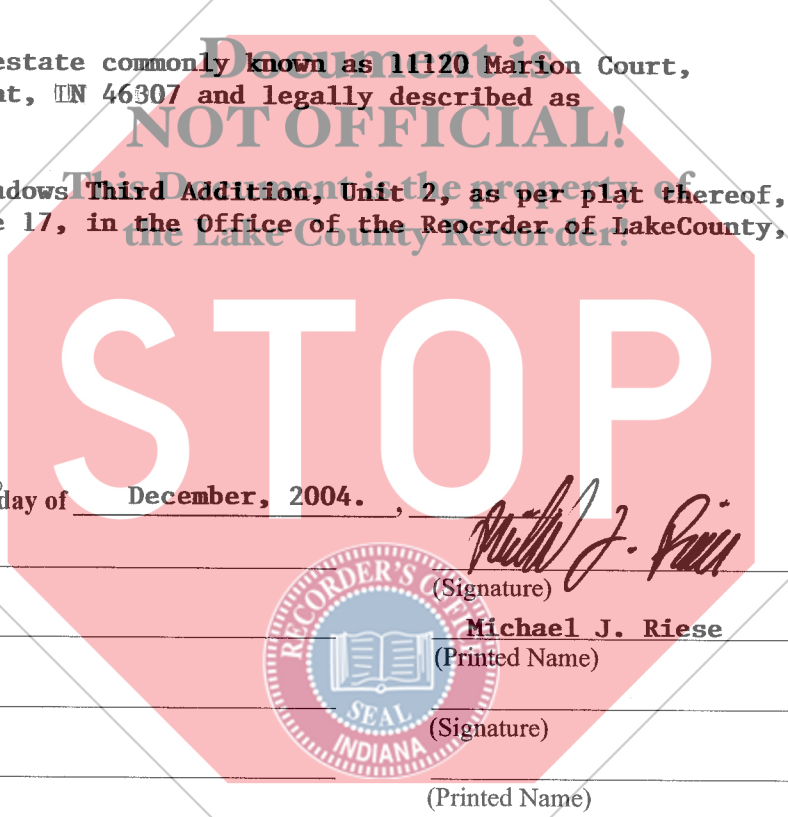 Document is
estate commonly known as 11120 Marion Court,
nt, IN 46307 and legally described as
NOT OFFICIAL!
This Document is the property of
adows Third Addition, Unit 2, as per plat thereof,
e 17, in the Office of the Reocrder of LakeCounty,
the Lake County Recorder!
STOP
day of December, 2004. ,
(Signature)
Michael J. Riese
(Printed Name)
RECORDER'S OFFICE
SEAL
INDIANA
(Signature)
(Printed Name)